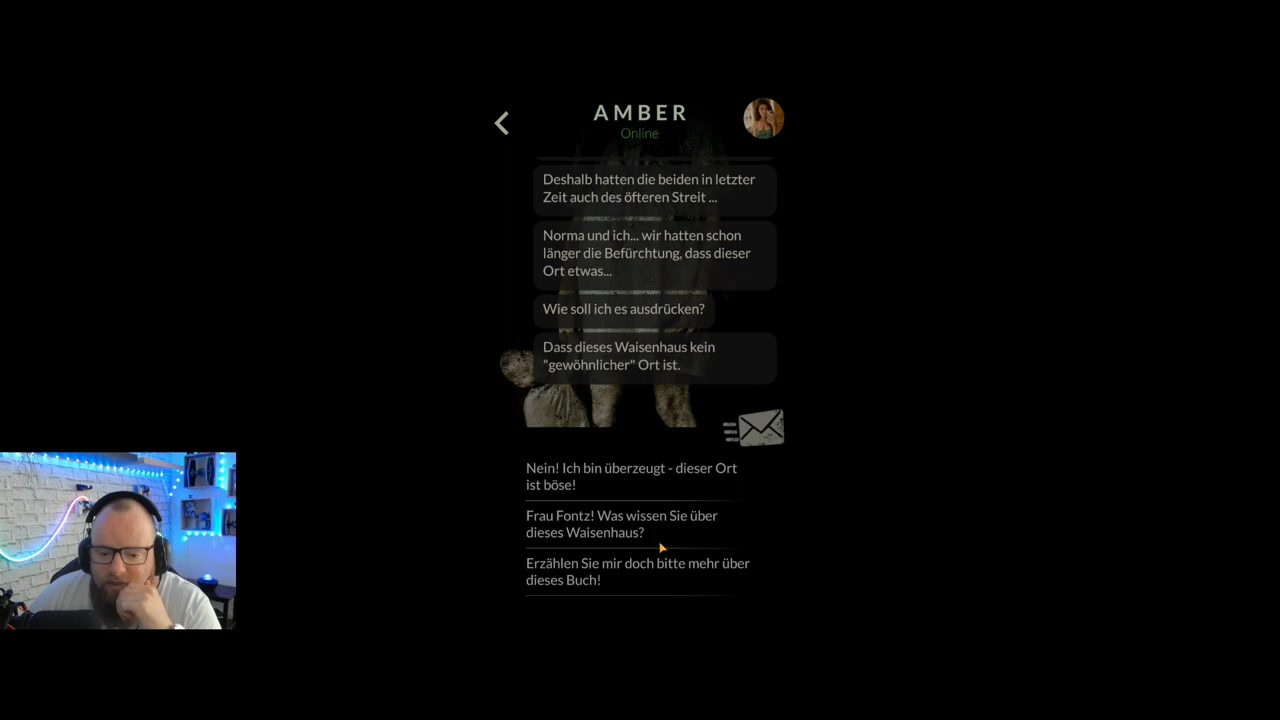 AMBER
Online
Deshalb hatten die beiden in letzter
Zeit auch des öfteren Streit ...
Norma und ich... wir hatten schon
länger die Befürchtung, dass dieser
Ort etwas...
Wie soll ich es ausdrücken?
Dass dieses Waisenhaus kein
"gewöhnlicher" Ort ist.
Nein! Ich bin überzeugt - dieser Ort
ist böse!
Frau Fontz! Was wissen Sie über
dieses Waisenhaus?
Erzählen Sie mir doch bitte mehr über
dieses Buch!